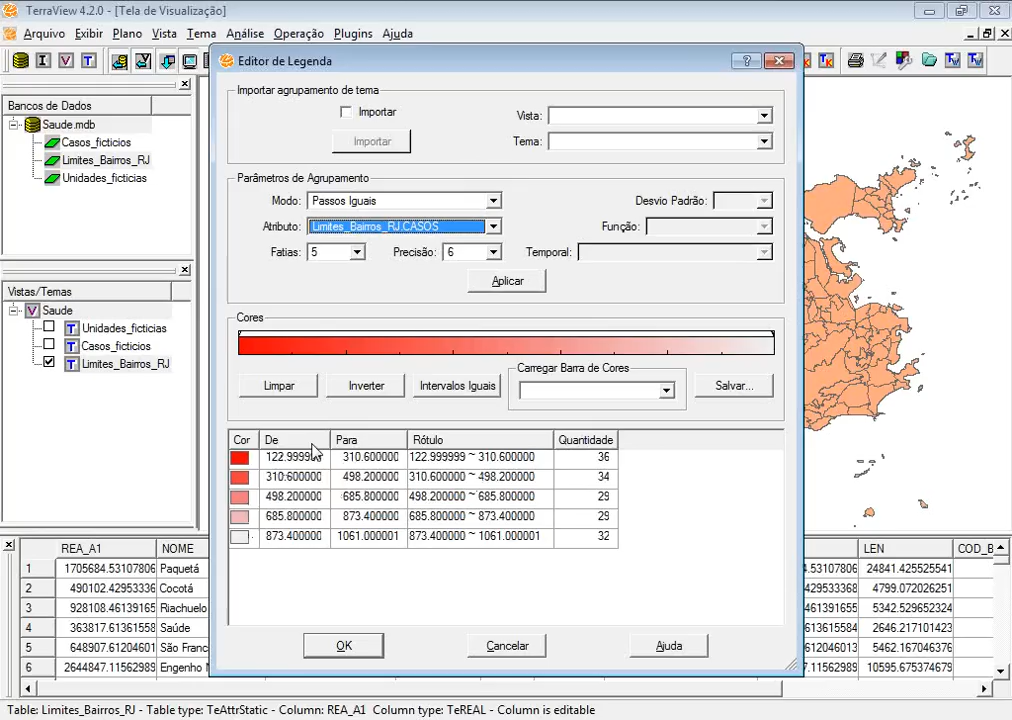 TerraView 4.2.0 - [Tela de Visualização]
Arquivo Exibir Plano Vista Tema Análise Operação Plugins Ajuda
Bancos de Dados
Saude.mdb
Casos_ficticios
Limites_Bairros_RJ
Unidades_ficticias
Vistas/Temas
Saude
Unidades_ficticias
Casos_ficticios
Limites_Bairros_RJ
Editor de Legenda
Importar agrupamento de tema
Importar
Vista:
Importar
Tema:
Parâmetros de Agrupamento
Modo: Passos Iguais Desvio Padrão:
Atributo: Limites_Bairros_RJ.CASOS Função:
Fatias: 5 Precisão: 6 Temporal:
Aplicar
Cores
Carregar Barra de Cores
Limpar Inverter Intervalos Iguais Salvar...
Cor De Para Rótulo Quantidade
122.999999 310.600000 122.999999 ~ 310.600000 36
310.600000 498.200000 310.600000 ~ 498.200000 34
498.200000 685.800000 498.200000 ~ 685.800000 29
685.800000 873.400000 685.800000 ~ 873.400000 29
873.400000 1061.000001 873.400000 ~ 1061.000001 32
OK Cancelar Ajuda
REA_A1 NOME LEN COD_B
1 1705684.53107806 Paquetá 24841.425525541
2 490102.42953336 Cocotá 4799.072026251
3 928108.46139165 Riachuelo 5342.529652324
4 363817.61361558 Saúde 2646.217101423
5 648907.61204601 São Franc 5462.167046376
6 2644847.11562989 Engenho 10595.675374679
Table: Limites_Bairros_RJ - Table type: TeAttrStatic - Column: REA_A1 Column type: TeREAL - Column is editable